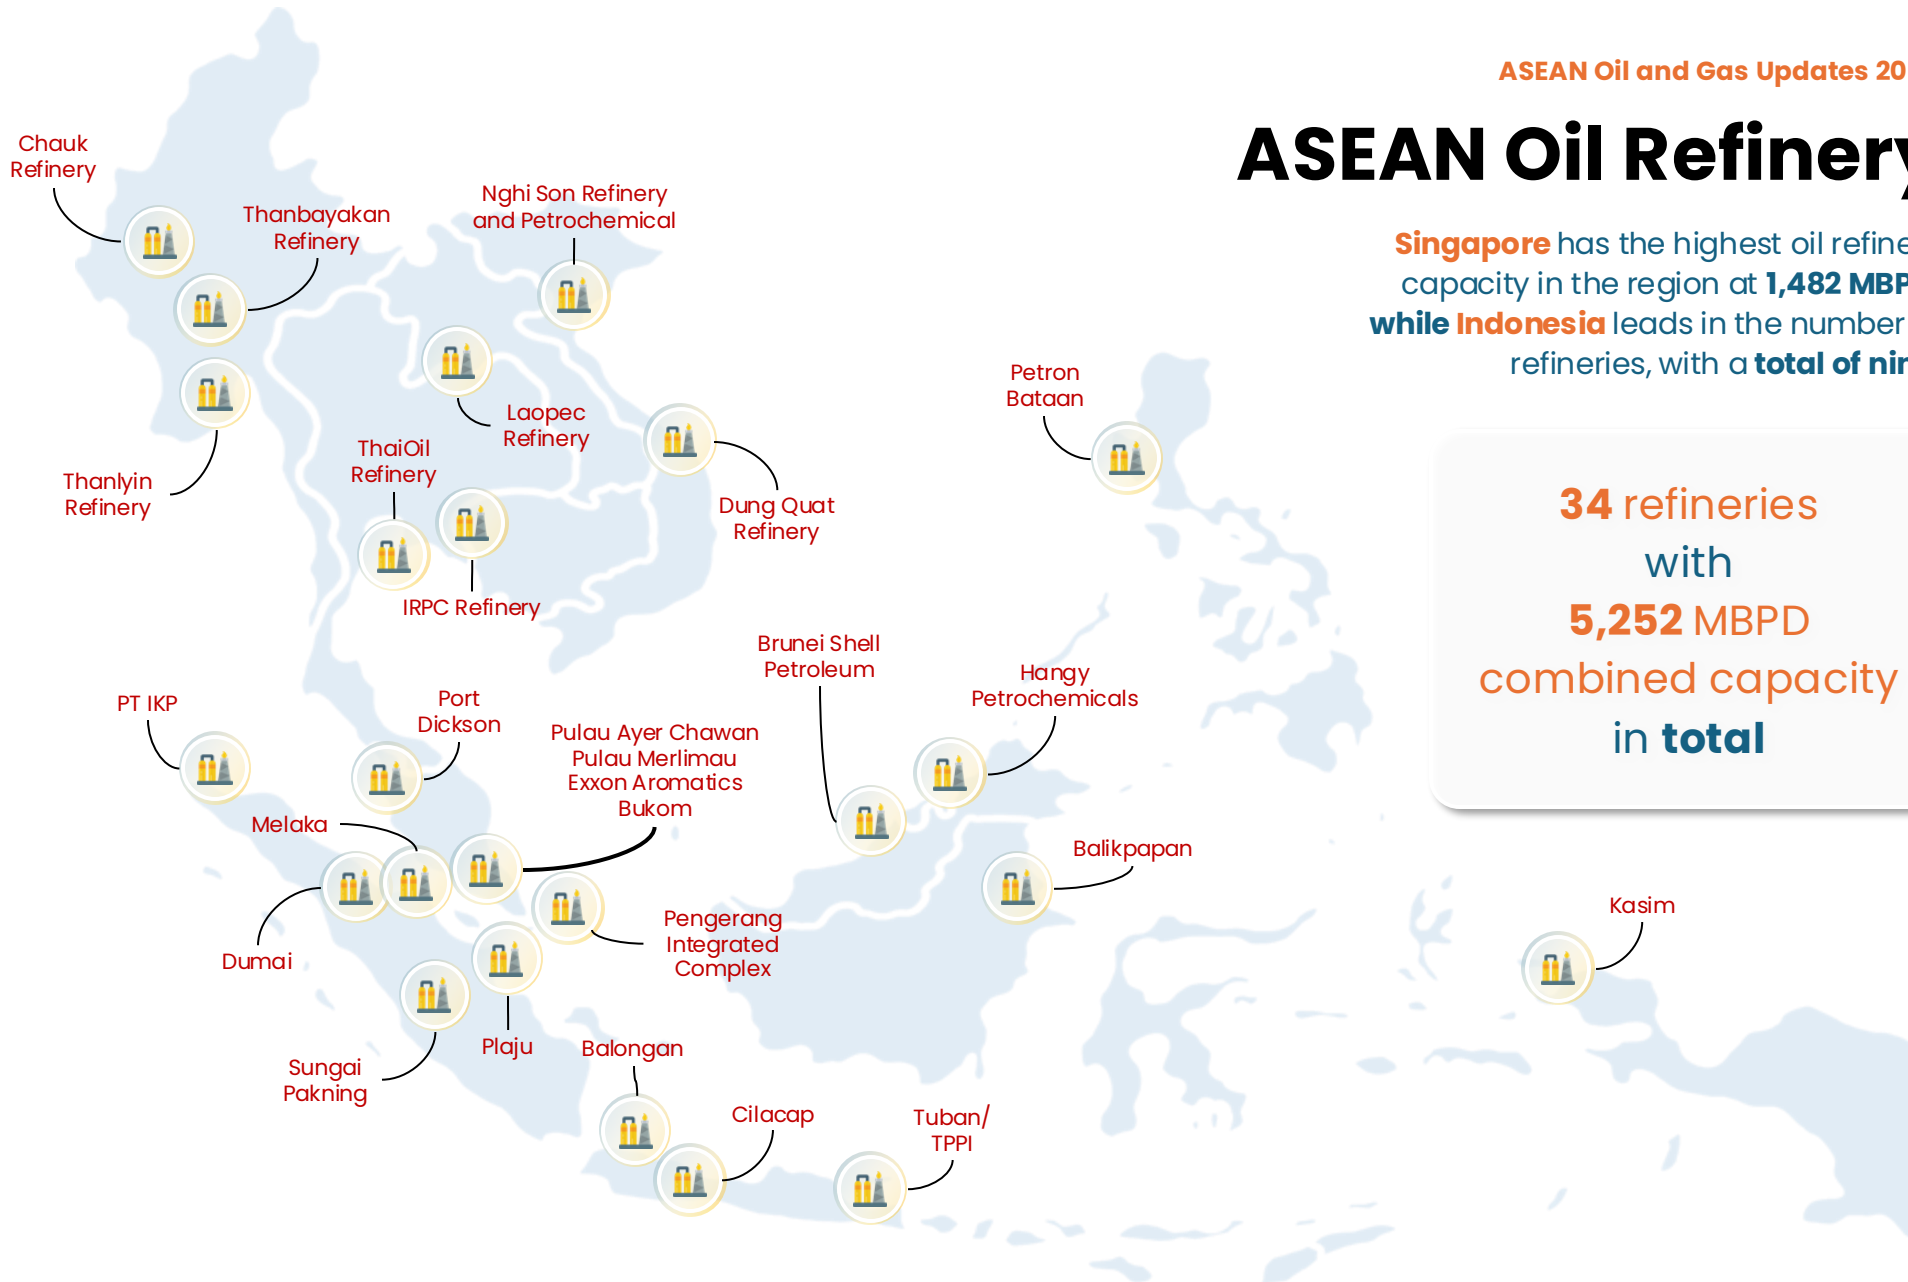 ASEAN Oil and Gas Updates 20
ASEAN Oil Refinery
Singapore has the highest oil refine
capacity in the region at 1,482 MBP
while Indonesia leads in the number
refineries, with a total of nin
34 refineries
with
5,252 MBPD
combined capacity
in total
Chauk
Refinery
Thanbayakan
Refinery
Nghi Son Refinery
and Petrochemical
Thanlyin
Refinery
ThaiOil
Refinery
Laopec
Refinery
IRPC Refinery
Dung Quat
Refinery
Petron
Bataan
PT IKP
Port
Dickson
Pulau Ayer Chawan
Pulau Merlimau
Exxon Aromatics
Bukom
Brunei Shell
Petroleum
Hangy
Petrochemicals
Melaka
Balikpapan
Dumai
Pengerang
Integrated
Complex
Kasim
Sungai
Pakning
Plaju
Balongan
Cilacap
Tuban/
TPPI